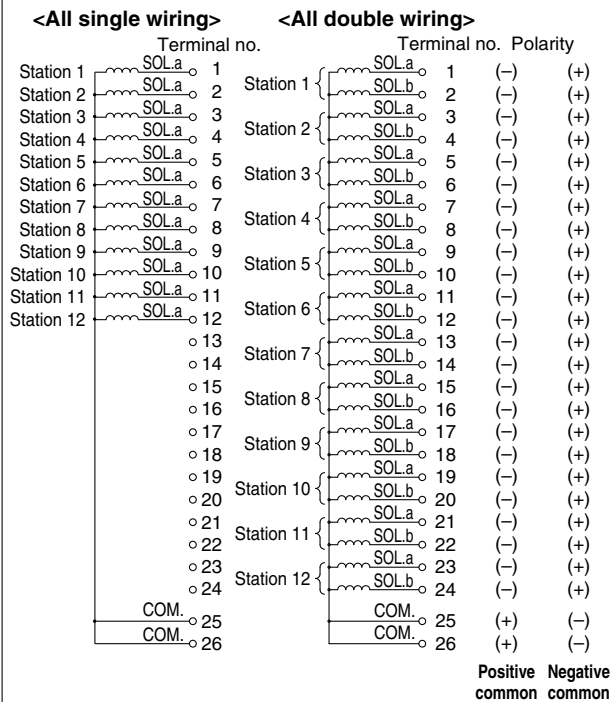 <All single wiring> <All double wiring>
Terminal no. Terminal no. Polarity
Station 1 SOL.a 1 Station 1 SOL.a 1 (–) (+)
Station 2 SOL.a 2 SOL.b 2 (–) (+)
Station 3 SOL.a 3 Station 2 SOL.a 3 (–) (+)
Station 4 SOL.a 4 SOL.b 4 (–) (+)
Station 5 SOL.a 5 Station 3 SOL.a 5 (–) (+)
Station 6 SOL.a 6 SOL.b 6 (–) (+)
Station 7 SOL.a 7 Station 4 SOL.a 7 (–) (+)
Station 8 SOL.a 8 SOL.b 8 (–) (+)
Station 9 SOL.a 9 Station 5 SOL.a 9 (–) (+)
Station 10 SOL.a 10 SOL.b 10 (–) (+)
Station 11 SOL.a 11 Station 6 SOL.a 11 (–) (+)
Station 12 SOL.a 12 SOL.b 12 (–) (+)
13 Station 7 SOL.a 13 (–) (+)
14 SOL.b 14 (–) (+)
15 Station 8 SOL.a 15 (–) (+)
16 SOL.b 16 (–) (+)
17 Station 9 SOL.a 17 (–) (+)
18 SOL.b 18 (–) (+)
19 Station 10 SOL.a 19 (–) (+)
20 SOL.b 20 (–) (+)
21 Station 11 SOL.a 21 (–) (+)
22 SOL.b 22 (–) (+)
23 Station 12 SOL.a 23 (–) (+)
24 SOL.b 24 (–) (+)
COM. 25 COM. 25 (+) (–)
COM. 26 COM. 26 (+) (–)
Positive Negative
common common